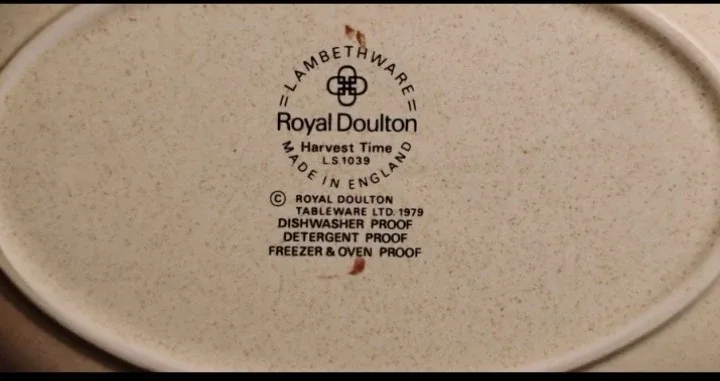 =LAMBETHWARE=
Royal Doulton
Harvest Time
L.S.1039
MADE IN ENGLAND
© ROYAL DOULTON
TABLEWARE LTD. 1979
DISHWASHER PROOF
DETERGENT PROOF
FREEZER & OVEN PROOF